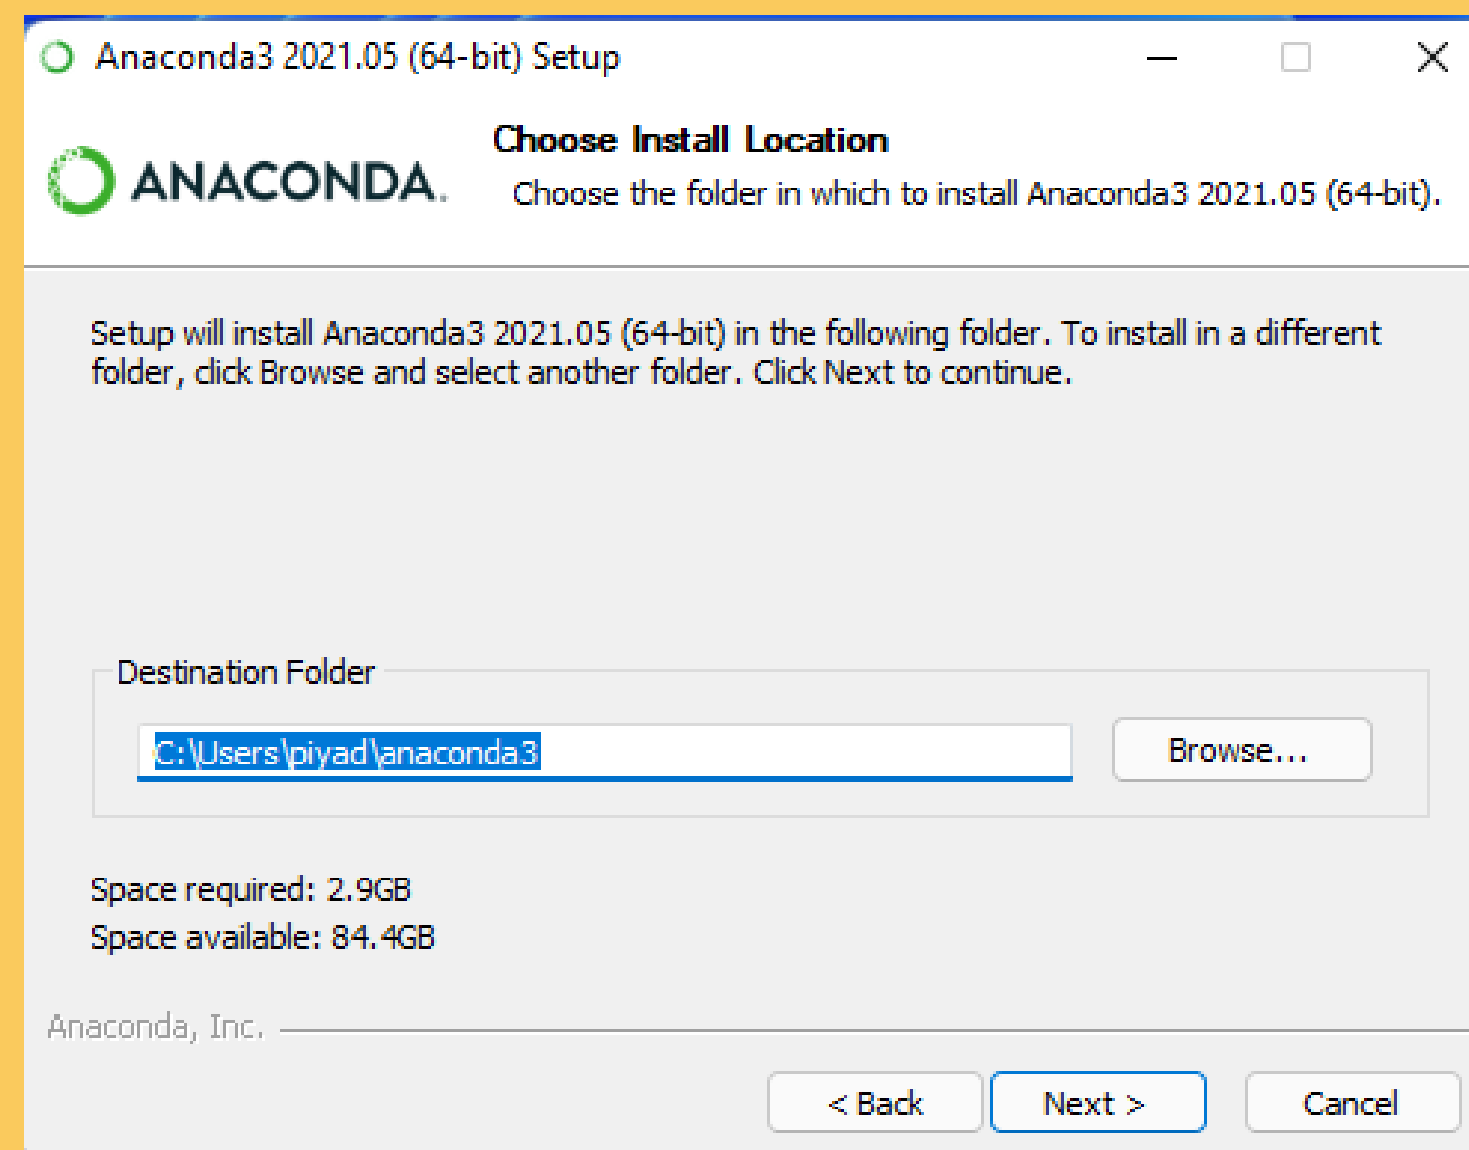 Anaconda3 2021.05 (64-bit) Setup
ANACONDA.
Choose Install Location
Choose the folder in which to install Anaconda3 2021.05 (64-bit).
Setup will install Anaconda3 2021.05 (64-bit) in the following folder. To install in a different
folder, click Browse and select another folder. Click Next to continue.
Destination Folder
C:\Users\piyad\anaconda3
Browse...
Space required: 2.9GB
Space available: 84.4GB
Anaconda, Inc.
< Back
Next >
Cancel